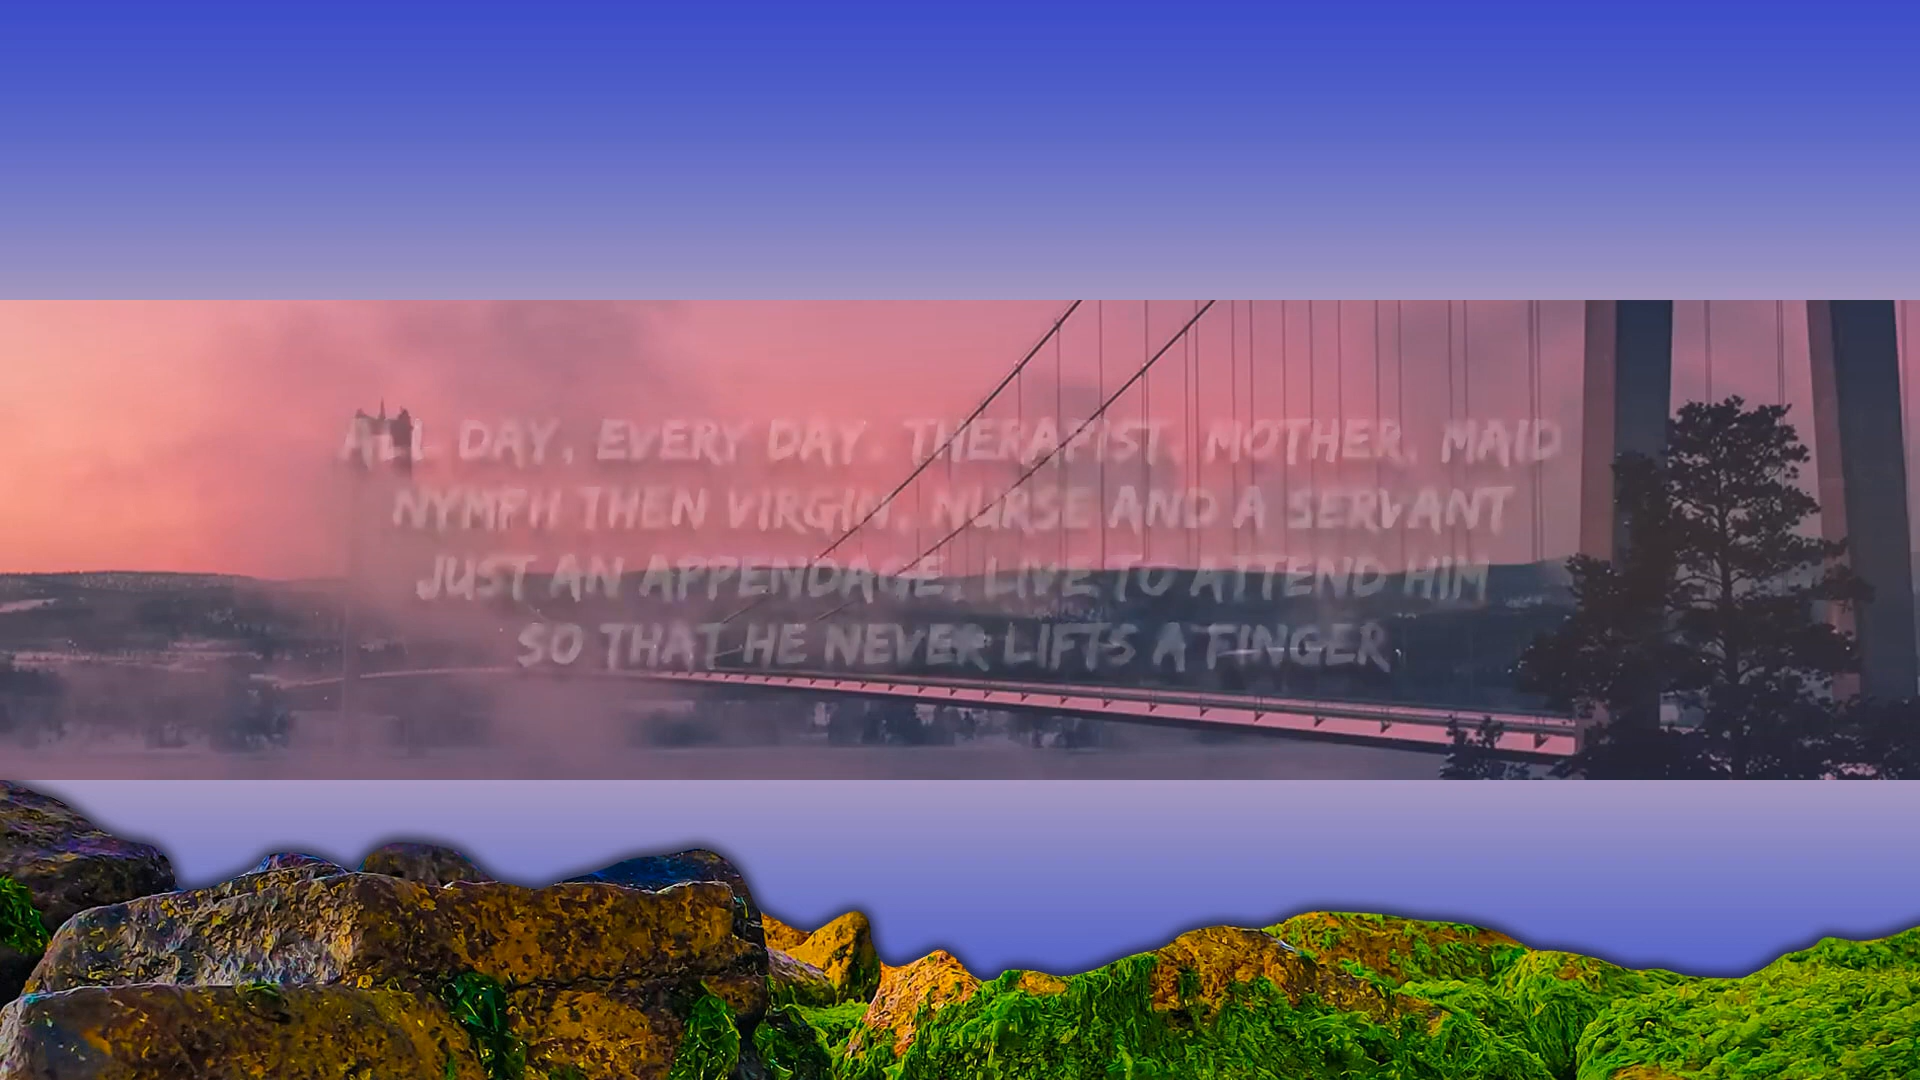 ALL DAY, EVERY DAY. THERAPIST, MOTHER, MAID
NYMPH THEN VIRGIN, NURSE AND A SERVANT
JUST AN APPENDAGE, LIVE TO ATTEND HIM
SO THAT HE NEVER LIFTS A FINGER